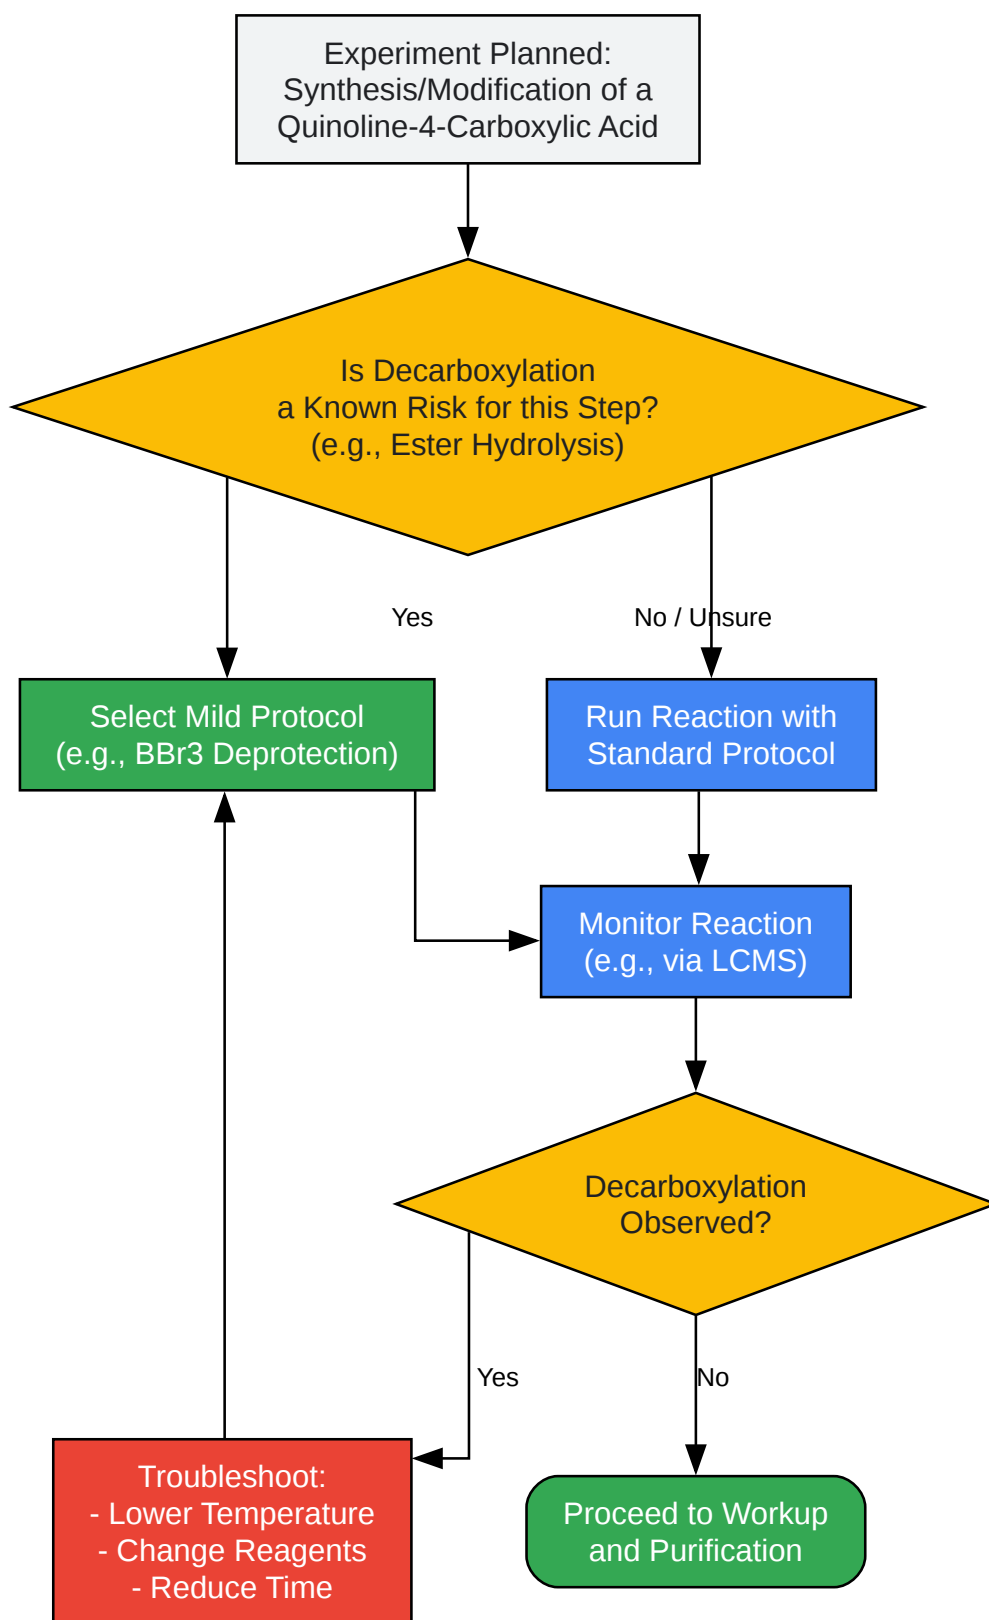 Experiment Planned:
Synthesis/Modification of a
Quinoline-4-Carboxylic Acid
Is Decarboxylation
a Known Risk for this Step?
(e.g., Ester Hydrolysis)
Yes
No / Unsure
Select Mild Protocol
(e.g., BBr3 Deprotection)
Run Reaction with
Standard Protocol
Monitor Reaction
(e.g., via LCMS)
Decarboxylation
Observed?
Yes
No
Troubleshoot:
- Lower Temperature
- Change Reagents
- Reduce Time
Proceed to Workup
and Purification